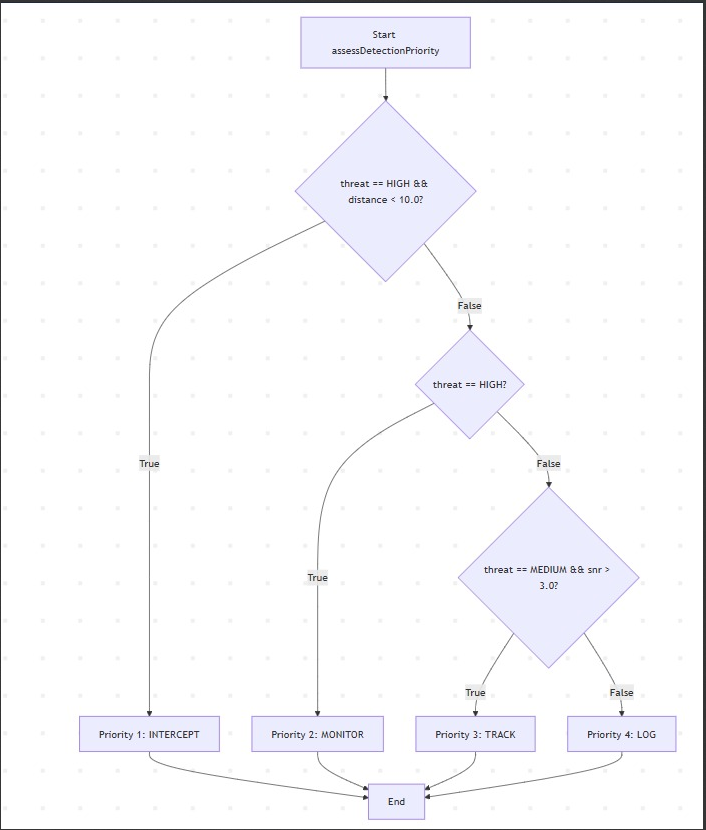 Start
assessDetectionPriority
threat == HIGH &&
distance < 10.0?
False
threat == HIGH?
True
False
threat == MEDIUM && snr >
3.0?
True
True
False
Priority 1: INTERCEPT
Priority 2: MONITOR
Priority 3: TRACK
Priority 4: LOG
End